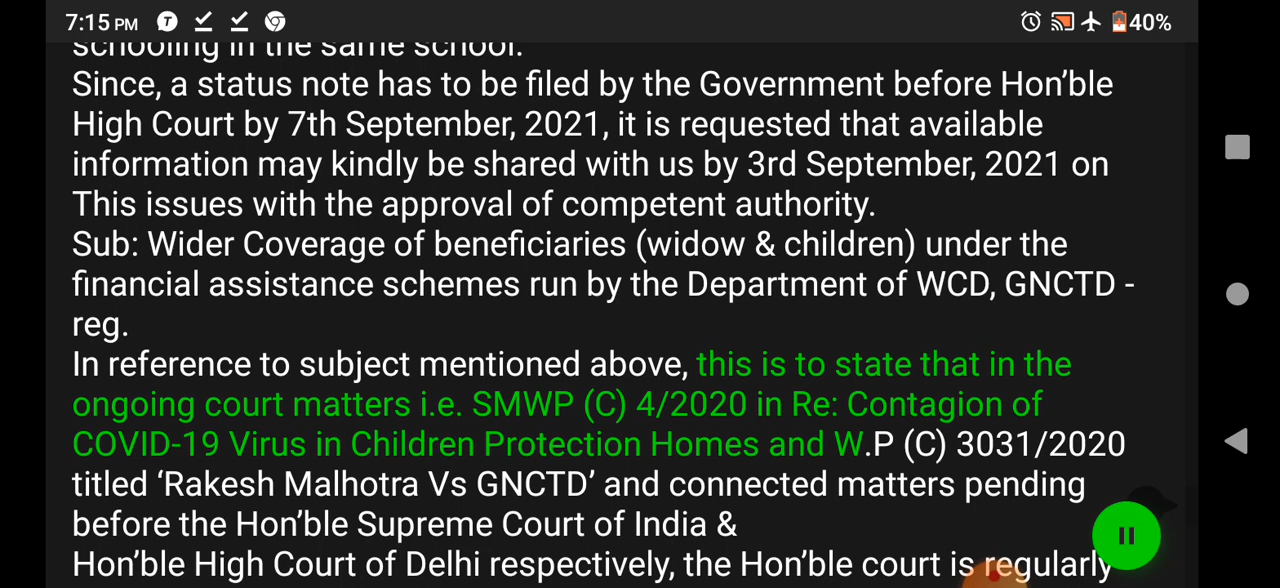 7:15 PM
40%
schooling in the same school.
Since, a status note has to be filed by the Government before Hon’ble
High Court by 7th September, 2021, it is requested that available
information may kindly be shared with us by 3rd September, 2021 on
This issues with the approval of competent authority.
Sub: Wider Coverage of beneficiaries (widow & children) under the
financial assistance schemes run by the Department of WCD, GNCTD -
reg.
In reference to subject mentioned above, this is to state that in the
ongoing court matters i.e. SMWP (C) 4/2020 in Re: Contagion of
COVID-19 Virus in Children Protection Homes and W.P (C) 3031/2020
titled ‘Rakesh Malhotra Vs GNCTD’ and connected matters pending
before the Hon’ble Supreme Court of India &
Hon’ble High Court of Delhi respectively, the Hon’ble court is regularly